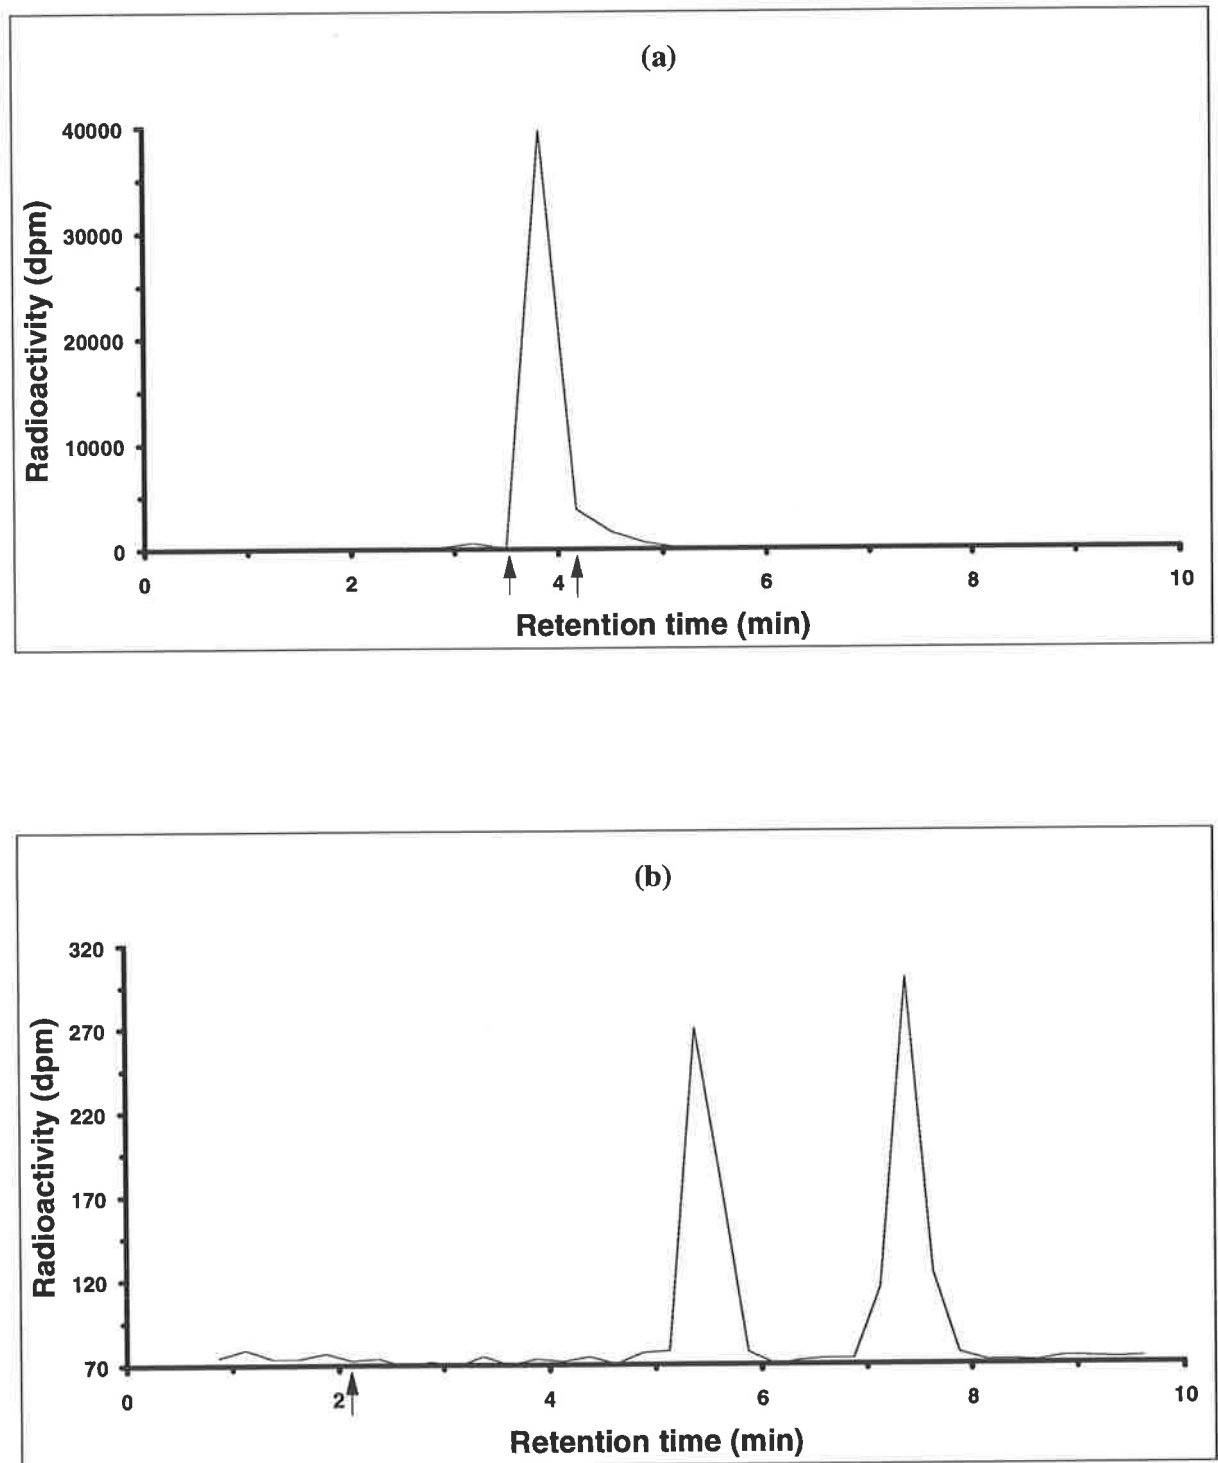 (a)
40000
30000
20000
10000
0
Radioactivity (dpm)
0 2 4 6 8 10
Retention time (min)
(b)
320
270
220
170
120
70
Radioactivity (dpm)
0 2 4 6 8 10
Retention time (min)